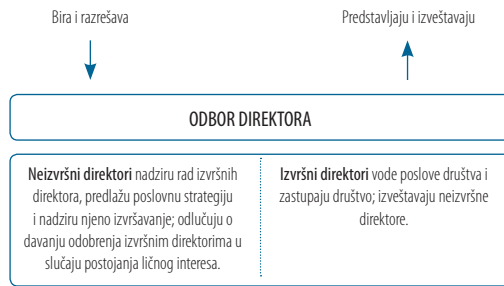 Bira i razrešava
Predstavljaju i izveštavaju
ODBOR DIREKTORA
Neizvršni direktori nadziru rad izvršnih
direktora, predlažu poslovnu strategiju
i nadziru njeno izvršavanje; odlučuju o
davanju odobrenja izvršnim direktorima u
slučaju postojanja ličnog interesa.
Izvršni direktori vode poslove društva i
zastupaju društvo; izveštavaju neizvršne
direktore.